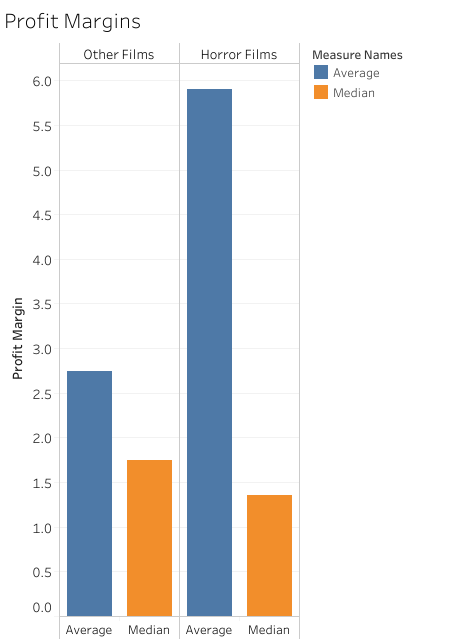 Profit Margins
Other Films
Horror Films
Measure Names
Average
Median
Profit Margin
6.0
5.5
5.0
4.5
4.0
3.5
3.0
2.5
2.0
1.5
1.0
0.5
0.0
Average Median Average Median